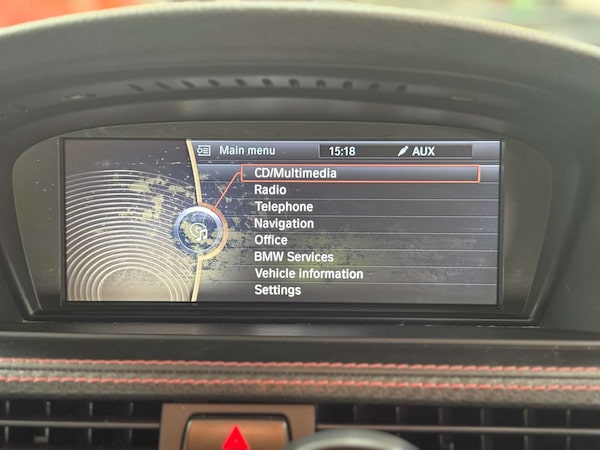 Main menu 15:18 AUX
CD/Multimedia
Radio
Telephone
Navigation
Office
BMW Services
Vehicle information
Settings